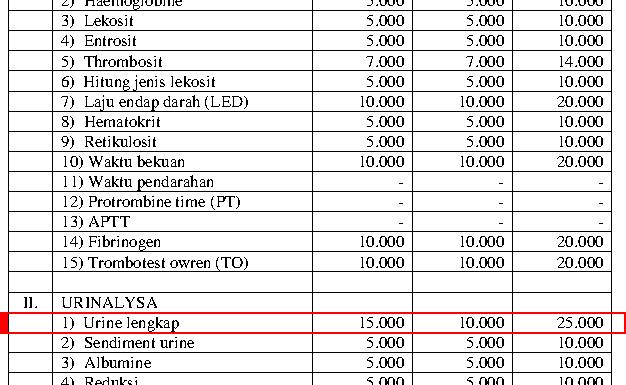 2) Haemoglobine 5.000 5.000 10.000
3) Lekosit 5.000 5.000 10.000
4) Entrosit 5.000 5.000 10.000
5) Thrombosit 7.000 7.000 14.000
6) Hitung jenis lekosit 5.000 5.000 10.000
7) Laju endap darah (LED) 10.000 10.000 20.000
8) Hematokrit 5.000 5.000 10.000
9) Retikulosit 5.000 5.000 10.000
10) Waktu bekuan 10.000 10.000 20.000
11) Waktu pendarahan - - -
12) Protrombine time (PT) - - -
13) APTT - - -
14) Fibrinogen 10.000 10.000 20.000
15) Trombotest owren (TO) 10.000 10.000 20.000
II. URINALYSA
1) Urine lengkap 15.000 10.000 25.000
2) Sendiment urine 5.000 5.000 10.000
3) Albumine 5.000 5.000 10.000
4) Reduksi 5.000 5.000 10.000